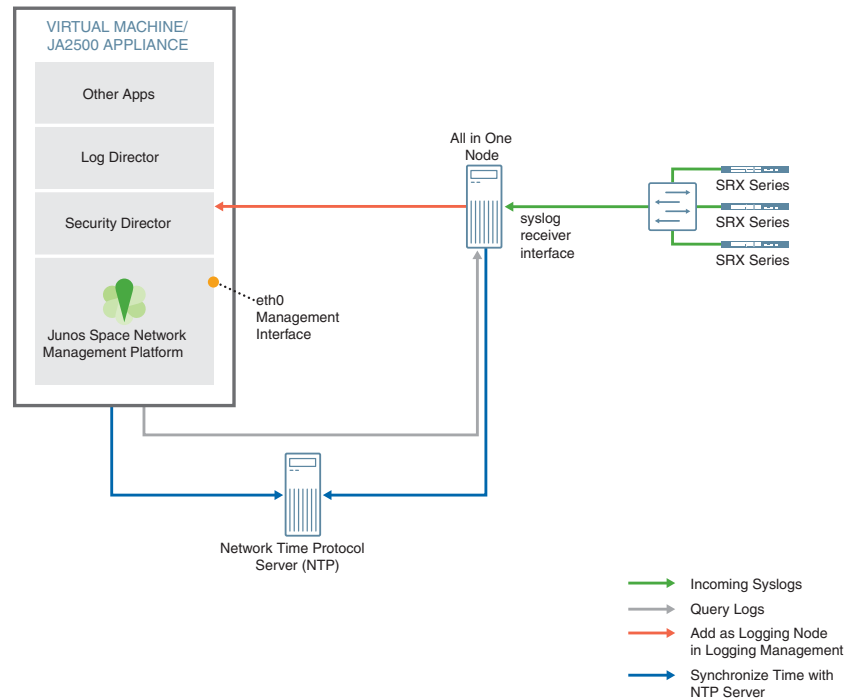 VIRTUAL MACHINE/
JA2500 APPLIANCE
Other Apps
Log Director
Security Director
Junos Space Network
Management Platform
eth0
Management
Interface
All in One
Node
syslog
receiver
interface
SRX Series
SRX Series
SRX Series
Network Time Protocol
Server (NTP)
Incoming Syslogs
Query Logs
Add as Logging Node
in Logging Management
Synchronize Time with
NTP Server